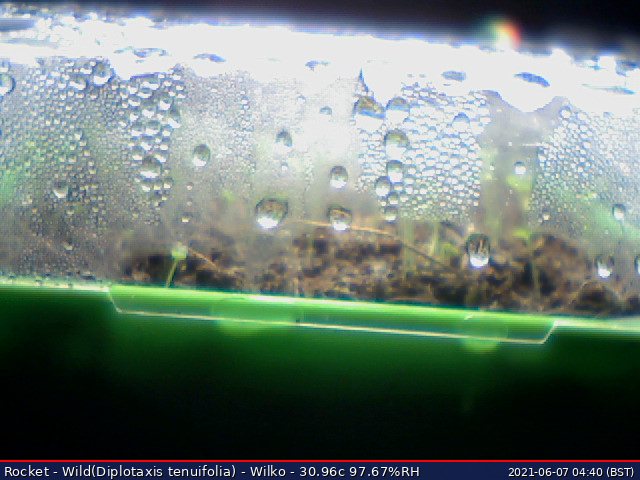 Rocket - Wild(Diplotaxis tenuifolia) - Wilko - 30.96c 97.67%RH
2021-06-07 04:40 (BST)